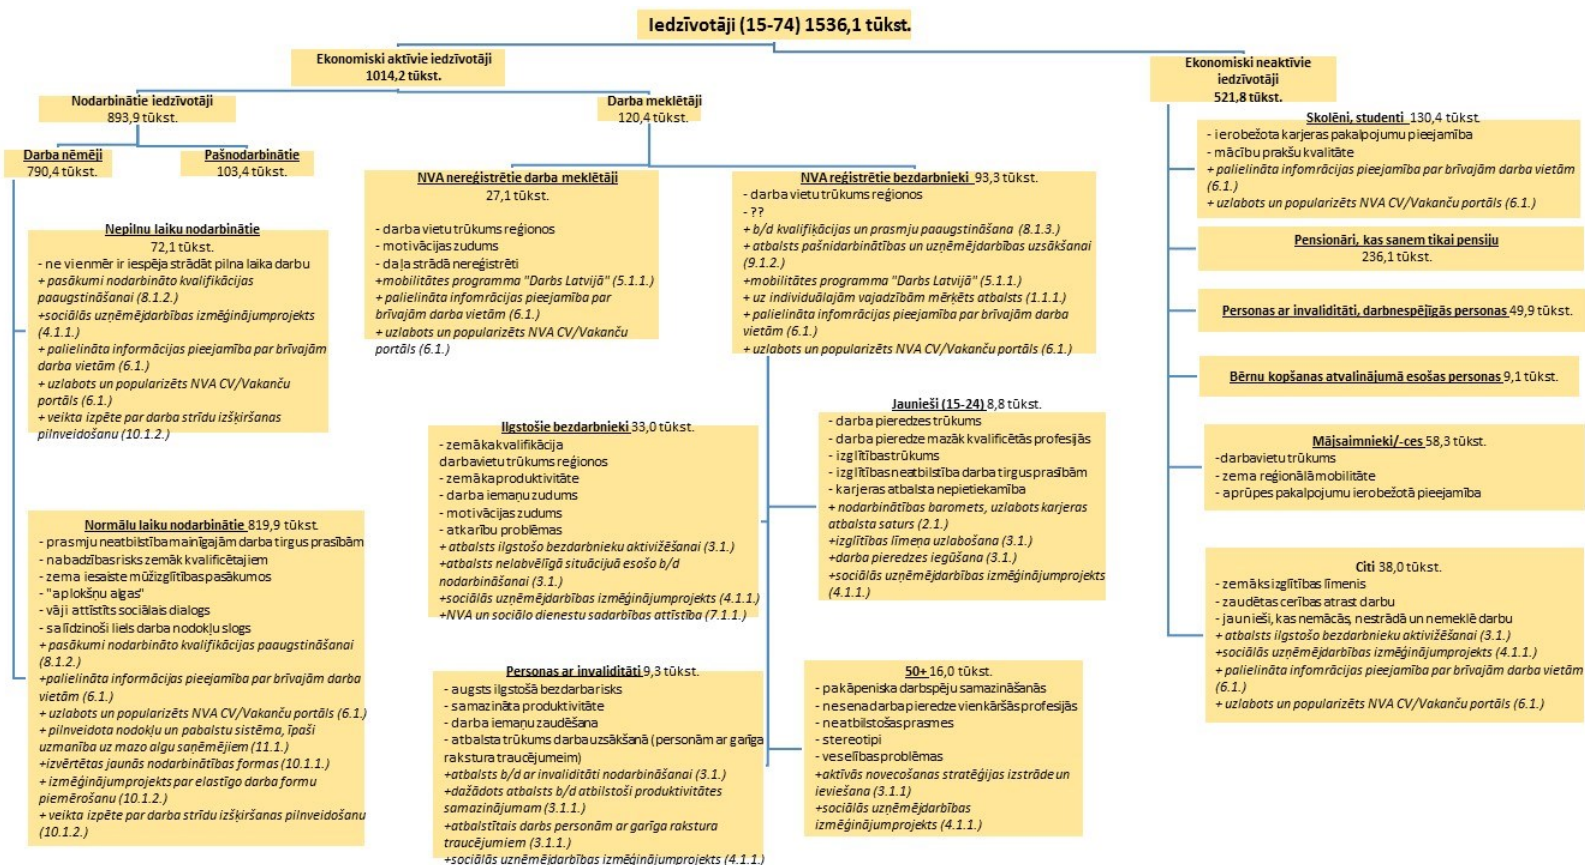 Iedzīvotāji (15-74) 1536,1 tūkst.
Ekonomiski aktīvie iedzīvotāji
1014,2 tūkst.
Ekonomiski neaktīvie
iedzīvotāji
521,8 tūkst.
Nodarbinātie iedzīvotāji
893,9 tūkst.
Darba meklētāji
120,4 tūkst.
Darba ņēmēji
790,4 tūkst.
Pašnodarbinātie
103,4 tūkst.
Nepilnu laiku nodarbinātie
72,1 tūkst.
- ne vienmēr ir iespēja strādāt pilna laika darbu
+ pasākumi nodarbināto kvalifikācijas
paaugstināšanai (8.1.2.)
+sociālās uzņēmējdarbības izmēģinājumprojekts
(4.1.1.)
+ palielināta informācijas pieejamība par brīvajām
darba vietām (6.1.)
+ uzlabots un popularizēts NVA CV/Vakanču
portāls (6.1.)
+ veikta izpēte par darba strīdu izšķiršanas
pilnveidošanu (10.1.2.)
Normālu laiku nodarbinātie 819,9 tūkst.
- prasmju neatbilstība mainīgajām darba tirgus prasībām
- nabadzības risks zemāk kvalificētajiem
- zema iesaiste mūžizglītības pasākumos
- "aplokšņu algas"
- vāji attīstīts sociālais dialogs
- salīdzinoši liels darba nodokļu slogs
+ pasākumi nodarbināto kvalifikācijas paaugstināšanai
(8.1.2.)
+palielināta informācijas pieejamība par brīvajām darba
vietām (6.1.)
+ uzlabots un popularizēts NVA CV/Vakanču portāls (6.1.)
+ pilnveidota nodokļu un pabalstu sistēma, īpaši
uzmanība uz mazo algu saņēmējiem (11.1.)
+izvērtētas jaunās nodarbinātības formas (10.1.1.)
+ izmēģinājumprojekts par elastīgo darba formu
piemērošanu (10.1.2.)
+ veikta izpēte par darba strīdu izšķiršanas pilnveidošanu
(10.1.2.)
NVA nereģistrētie darba meklētāji
27,1 tūkst.
- darba vietu trūkums reģionos
- motivācijas zudums
- daļa strādā nereģistrēti
+mobilitātes programma "Darbs Latvijā" (5.1.1.)
+ palielināta infomrācijas pieejamība par
brīvajām darba vietām (6.1.)
+ uzlabots un popularizēts NVA CV/Vakanču
portāls (6.1.)
NVA reģistrētie bezdarbnieki 93,3 tūkst.
- darba vietu trūkums reģionos
- ??
+ b/d kvalifikācijas un prasmju paaugstināšana (8.1.3.)
+ atbalsts pašnidarbinātības un uzņēmējdarbības uzsākšanai
(9.1.2.)
+mobilitātes programma "Darbs Latvijā" (5.1.1.)
+ uz individuālajām vajadzībām mērķēts atbalsts (1.1.1.)
+ palielināta infomrācijas pieejamība par brīvajām darba
vietām (6.1.)
+ uzlabots un popularizēts NVA CV/Vakanču portāls (6.1.)
Ilgstošie bezdarbnieki 33,0 tūkst.
- zemāka kvalifikācija
darbavietu trūkums reģionos
- zemāka produktivitāte
- darba iemaņu zudums
- motivācijas zudums
- atkarību problēmas
+ atbalsts ilgstošo bezdarbnieku aktivižēšanai (3.1.)
+atbalsts nelabvēlīgā situācijuā esošo b/d
nodarbināšanai (3.1.)
+sociālās uzņēmējdarbības izmēģinājumprojekts (4.1.1.)
+NVA un sociālo dienestu sadarbības attīstība (7.1.1.)
Jaunieši (15-24) 8,8 tūkst.
- darba pieredzes trūkums
- darba pieredze mazāk kvalificētās profesijās
- izglītības trūkums
- izglītības neatbilstība darba tirgus prasībām
- karjeras atbalsta nepietiekamība
+ nodarbinātības baromets, uzlabots karjeras
atbalsta saturs (2.1.)
+izglītības līmeņa uzlabošana (3.1.)
+darba pieredzes iegūšana (3.1.)
+sociālās uzņēmējdarbības izmēģinājumprojekts
(4.1.1.)
Personas ar invaliditāti 9,3 tūkst.
- augsts ilgstošā bezdarba risks
- samazināta produktivitāte
- darba iemaņu zaudēšana
- atbalsta trūkums darba uzsākšanā (personām ar garīga
rakstura traucējumeim)
+atbalsts b/d ar invaliditāti nodarbināšanai (3.1.)
+dažādots atbalsts b/d atbilstoši produktivitātes
samazinājumam (3.1.1.)
+atbalstītais darbs personām ar garīga rakstura
traucējumiem (3.1.1.)
+sociālās uzņēmējdarbības izmēģinājumprojekts (4.1.1.)
50+ 16,0 tūkst.
- pakāpeniska darbspēju samazināšanās
- nesena darba pieredze vienkāršās profesijās
- neatbilstošas prasmes
- stereotipi
- veselības problēmas
+aktīvās novecošanas stratēģijas izstrāde un
ieviešana (3.1.1)
+sociālās uzņēmējdarbības
izmēģinājumprojekts (4.1.1.)
Skolēni, studenti 130,4 tūkst.
- ierobežota karjeras pakalpojumu pieejamība
- mācību prakšu kvalitāte
+ palielināta infomrācijas pieejamība par brīvajām darba vietām
(6.1.)
+ uzlabots un popularizēts NVA CV/Vakanču portāls (6.1.)
Pensionāri, kas saņem tikai pensiju
236,1 tūkst.
Personas ar invaliditāti, darbnespējīgās personas 49,9 tūkst.
Bērnu kopšanas atvaļinājumā esošas personas 9,1 tūkst.
Mājsaimnieki/-ces 58,3 tūkst.
-darbavietu trūkums
- zema reģionālā mobilitāte
- aprūpes pakalpojumu ierobežotā pieejamība
Citi 38,0 tūkst.
- zemāks izglītības līmenis
- zaudētas cerības atrast darbu
- jaunieši, kas nemācās, nestrādā un nemeklē darbu
+ atbalsts ilgstošo bezdarbnieku aktivižēšanai (3.1.)
+sociālās uzņēmējdarbības izmēģinājumprojekts (4.1.1.)
+ palielināta infomrācijas pieejamība par brīvajām darba vietām
(6.1.)
+ uzlabots un popularizēts NVA CV/Vakanču portāls (6.1.)